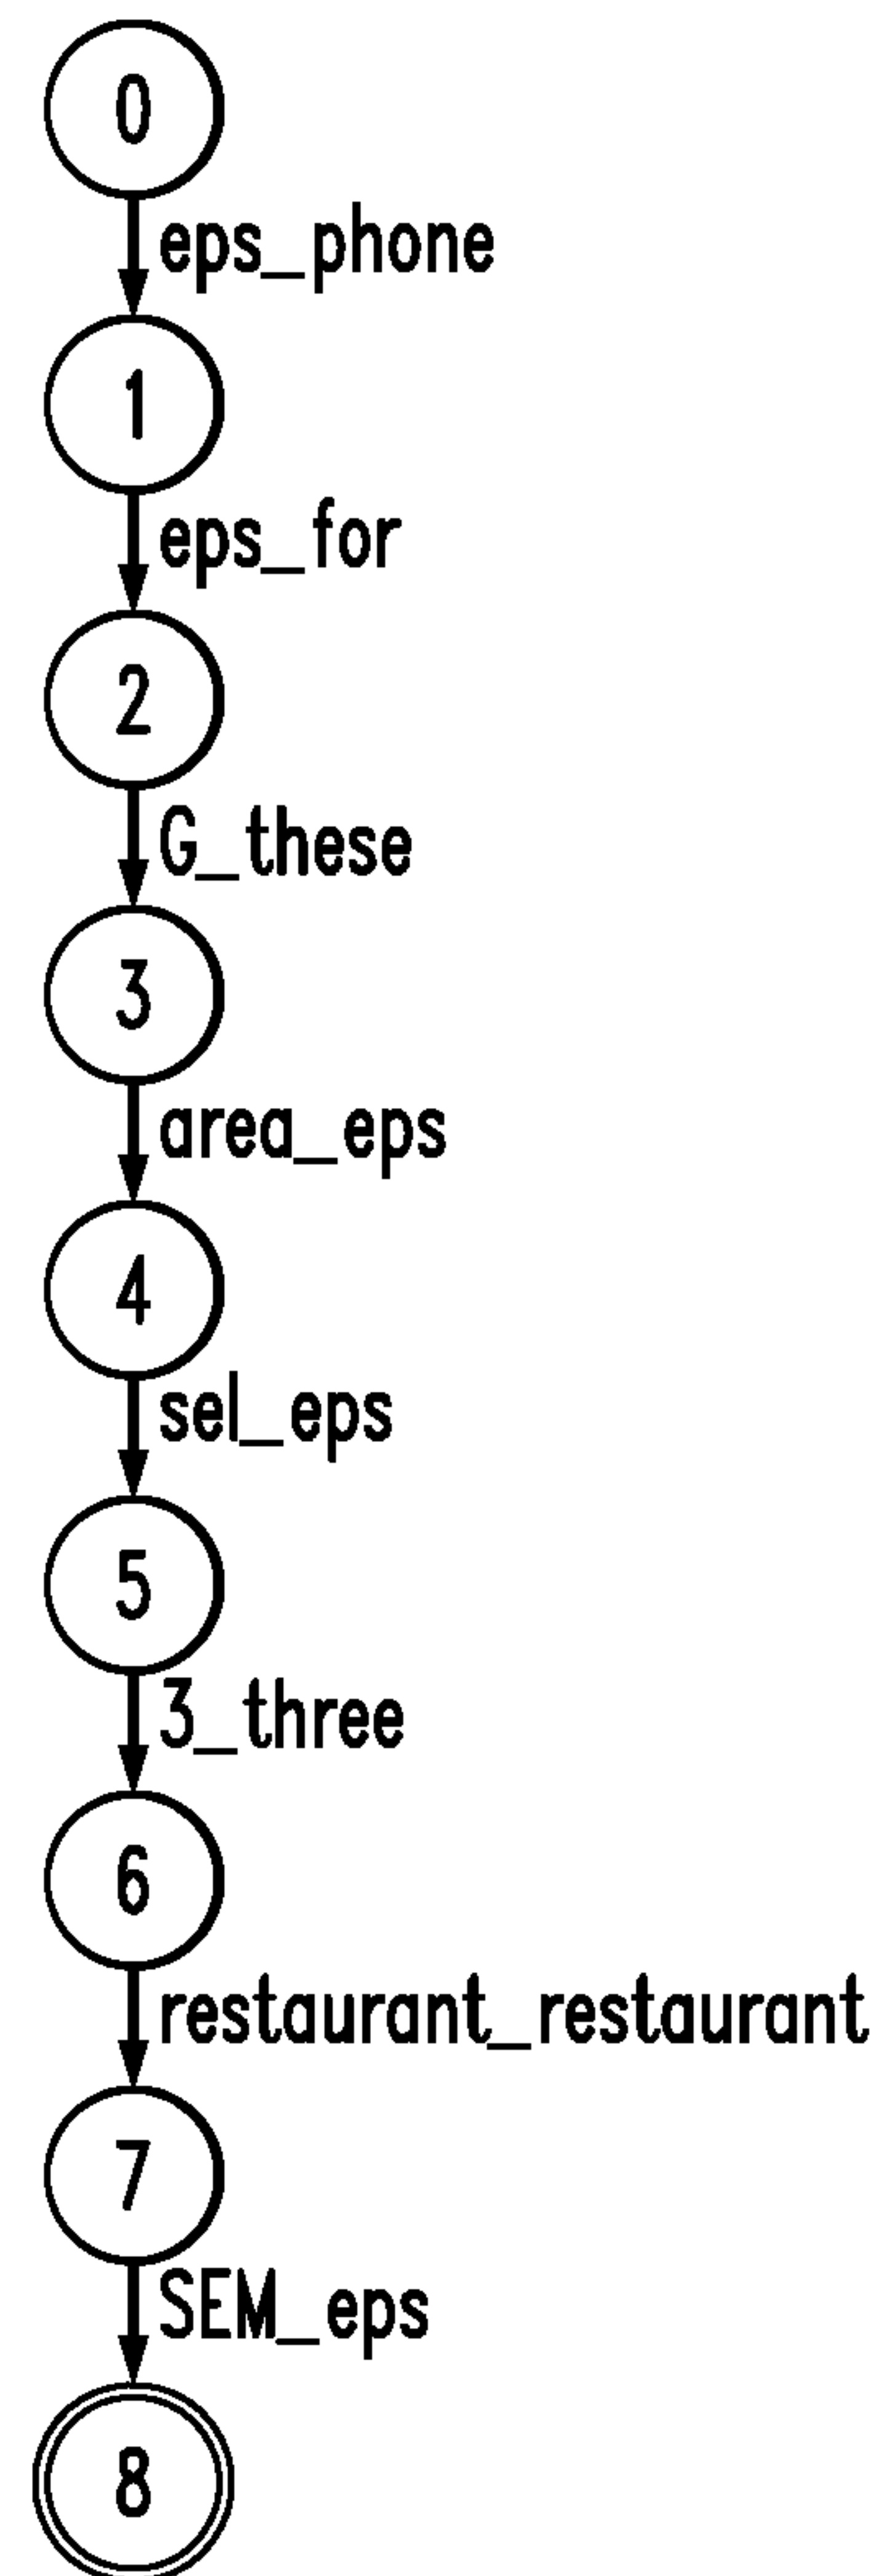 0
eps_phone
1
eps_for
2
G_these
3
area_eps
4
sel_eps
5
3_three
6
restaurant_restaurant
7
SEM_eps
8